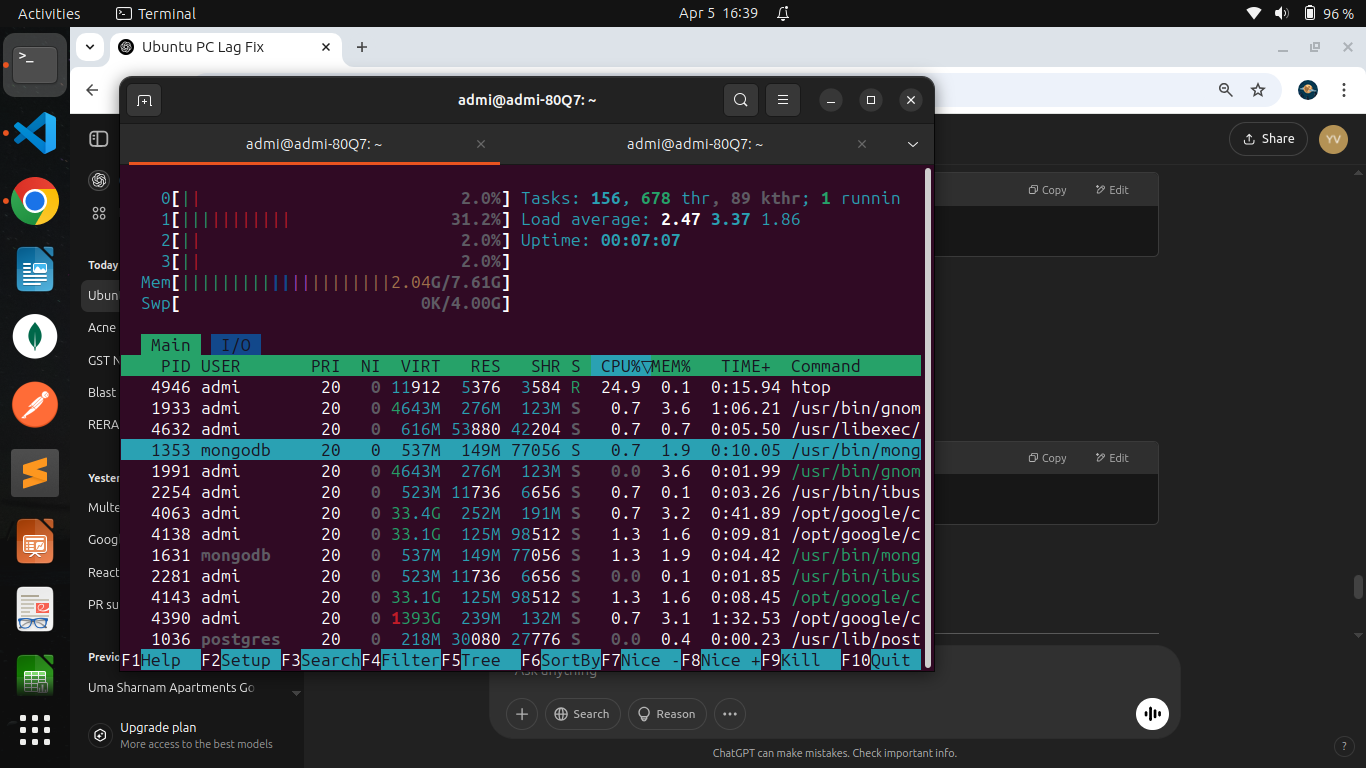 Activities Terminal Apr 5 16:39 96 %
Ubuntu PC Lag Fix
admi@admi-80Q7: ~
admi@admi-80Q7: ~ admi@admi-80Q7: ~
Share YV
Copy Edit
Today
Ubunt
Acne
GST N
Blast
RERA
Yester
Multe
Goog
React
PR su
Previo
Uma Sharnam Apartments Go
Upgrade plan
More access to the best models
0[|| 2.0%] Tasks: 156, 678 thr, 89 kthr; 1 runnin
1[||||||||||| 31.2%] Load average: 2.47 3.37 1.86
2[|| 2.0%] Uptime: 00:07:07
3[|| 2.0%]
Mem[|||||||||||||||||||||2.04G/7.61G]
Swp[ 0K/4.00G]
Main I/O
PID USER PRI NI VIRT RES SHR S CPU%▽MEM% TIME+ Command
4946 admi 20 0 11912 5376 3584 R 24.9 0.1 0:15.94 htop
1933 admi 20 0 4643M 276M 123M S 0.7 3.6 1:06.21 /usr/bin/gnom
4632 admi 20 0 616M 53880 42204 S 0.7 0.7 0:05.50 /usr/libexec/
1353 mongodb 20 0 537M 149M 77056 S 0.7 1.9 0:10.05 /usr/bin/mong
1991 admi 20 0 4643M 276M 123M S 0.0 3.6 0:01.99 /usr/bin/gnom
2254 admi 20 0 523M 11736 6656 S 0.7 0.1 0:03.26 /usr/bin/ibus
4063 admi 20 0 33.4G 252M 191M S 0.7 3.2 0:41.89 /opt/google/c
4138 admi 20 0 33.1G 125M 98512 S 1.3 1.6 0:09.81 /opt/google/c
1631 mongodb 20 0 537M 149M 77056 S 1.3 1.9 0:04.42 /usr/bin/mong
2281 admi 20 0 523M 11736 6656 S 0.0 0.1 0:01.85 /usr/bin/ibus
4143 admi 20 0 33.1G 125M 98512 S 1.3 1.6 0:08.45 /opt/google/c
4390 admi 20 0 1393G 239M 132M S 0.7 3.1 1:32.53 /opt/google/c
1036 postgres 20 0 218M 30080 27776 S 0.0 0.4 0:00.23 /usr/lib/post
F1Help F2Setup F3SearchF4FilterF5Tree F6SortByF7Nice -F8Nice +F9Kill F10Quit
Copy Edit
Ask anything
Search Reason
ChatGPT can make mistakes. Check important info.
?